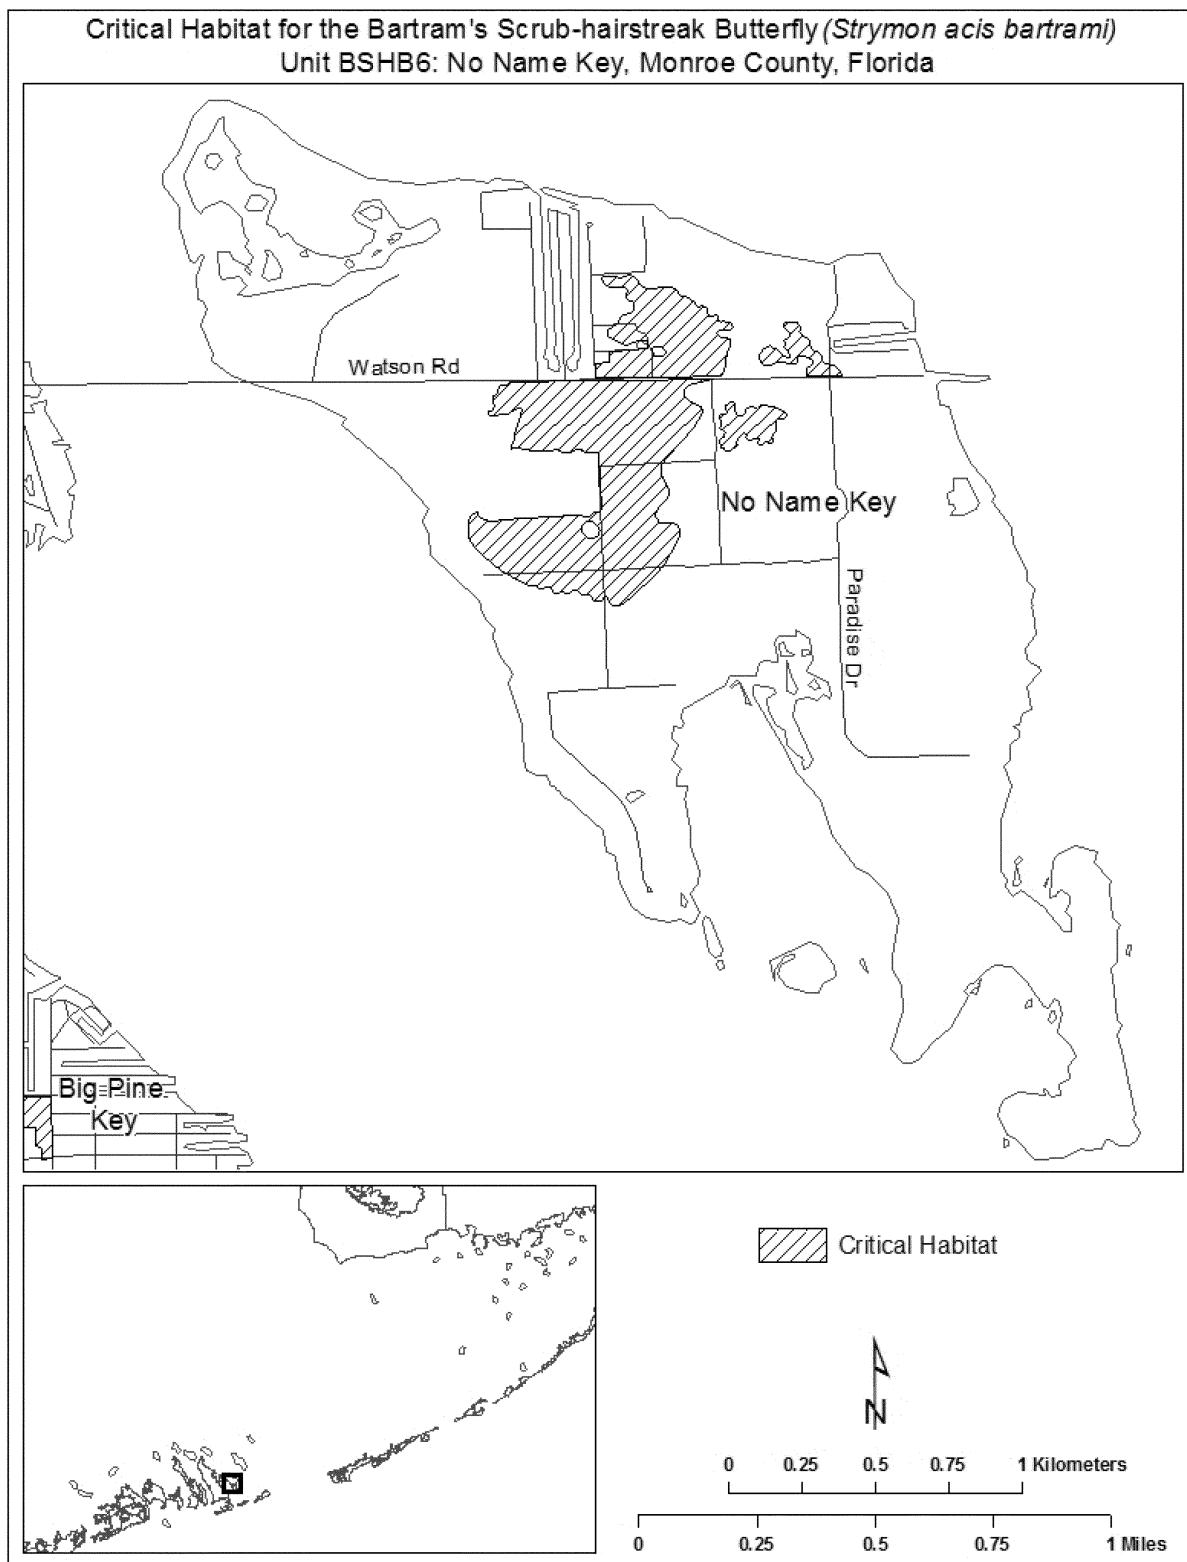 Critical Habitat for the Bartram's Scrub-hairstreak Butterfly (Strymon acis bartrami)
Unit BSHB6: No Name Key, Monroe County, Florida
Watson Rd
No Name Key
Paradise Dr
Big Pine
Key
Critical Habitat
N
0 0.25 0.5 0.75 1 Kilometers
0 0.25 0.5 0.75 1 Miles